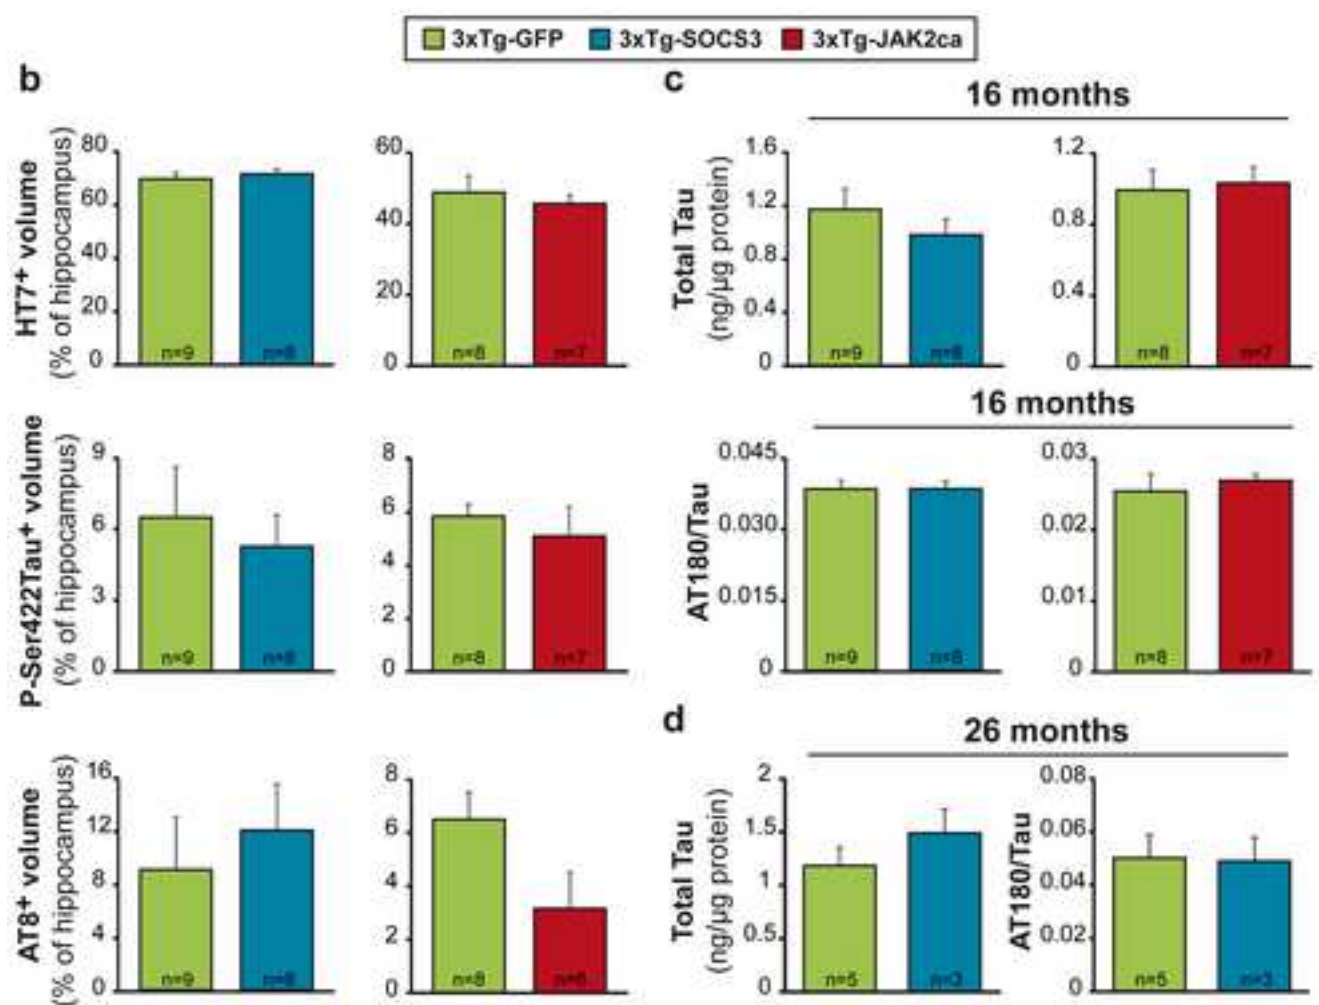 3xTg-GFP 3xTg-SOCS3 3xTg-JAK2ca
b
HT7⁺ volume
(% of hippocampus)
80
60
40
20
0
n=9 n=8
60
40
20
0
n=8 n=7
P-Ser422Tau⁺ volume
(% of hippocampus)
9
6
3
0
n=9 n=8
8
6
4
2
0
n=8 n=7
AT8⁺ volume
(% of hippocampus)
16
12
8
4
0
n=9 n=8
8
6
4
2
0
n=8 n=6
c
16 months
Total Tau
(ng/µg protein)
1.6
1.2
0.8
0.4
0
n=9 n=8
1.2
0.8
0.4
0
n=8 n=7
16 months
AT180/Tau
0.045
0.030
0.015
0
n=9 n=8
0.03
0.02
0.01
0
n=8 n=7
d
26 months
Total Tau
(ng/µg protein)
2
1.5
1
0.5
0
n=5 n=3
AT180/Tau
0.08
0.06
0.04
0.02
0
n=5 n=3